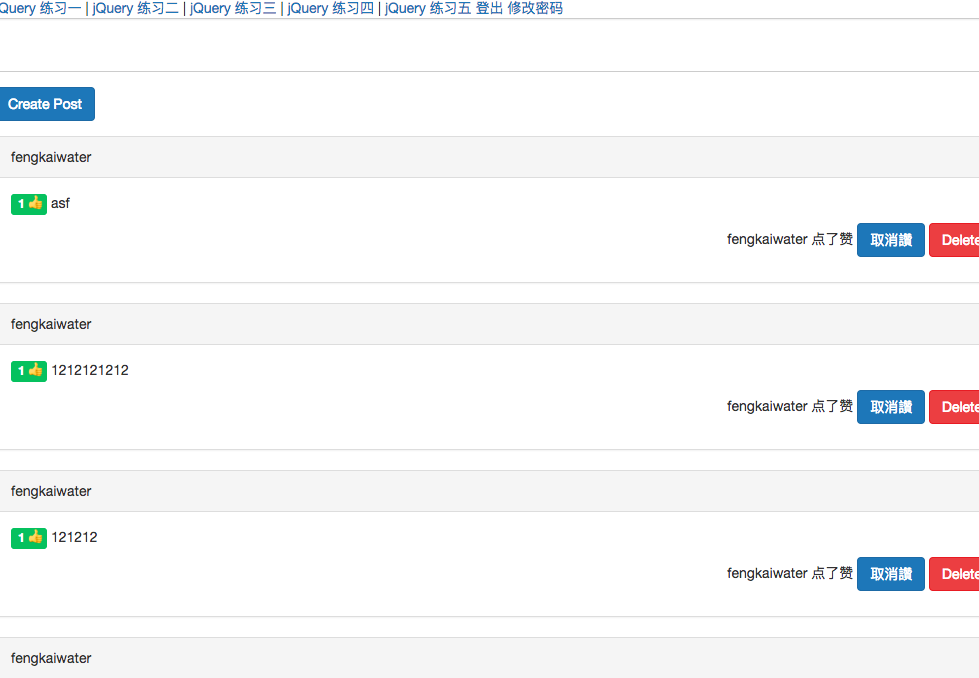 Query 练习一 | jQuery 练习二 | jQuery 练习三 | jQuery 练习四 | jQuery 练习五 登出 修改密码
Create Post
fengkaiwater
1 👍 asf
fengkaiwater 点了赞 取消讚 Delete
fengkaiwater
1 👍 1212121212
fengkaiwater 点了赞 取消讚 Delete
fengkaiwater
1 👍 121212
fengkaiwater 点了赞 取消讚 Delete
fengkaiwater